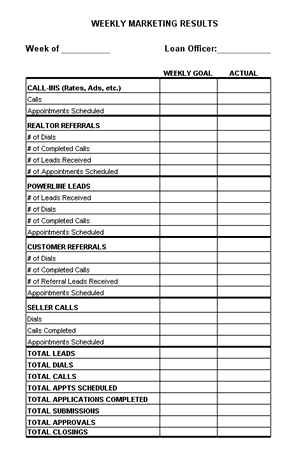 WEEKLY MARKETING RESULTS
Week of ___________ Loan Officer:____________
WEEKLY GOAL ACTUAL
CALL-INS (Rates, Ads, etc.)
Calls
Appointments Scheduled
REALTOR REFERRALS
# of Dials
# of Completed Calls
# of Leads Received
# of Appointments Scheduled
POWERLINE LEADS
# of Leads Received
# of Dials
# of Completed Calls
Appointments Scheduled
CUSTOMER REFERRALS
# of Dials
# of Completed Calls
# of Referral Leads Received
Appointments Scheduled
SELLER CALLS
Dials
Calls Completed
Appointments Scheduled
TOTAL LEADS
TOTAL DIALS
TOTAL CALLS
TOTAL APPTS SCHEDULED
TOTAL APPLICATIONS COMPLETED
TOTAL SUBMISSIONS
TOTAL APPROVALS
TOTAL CLOSINGS